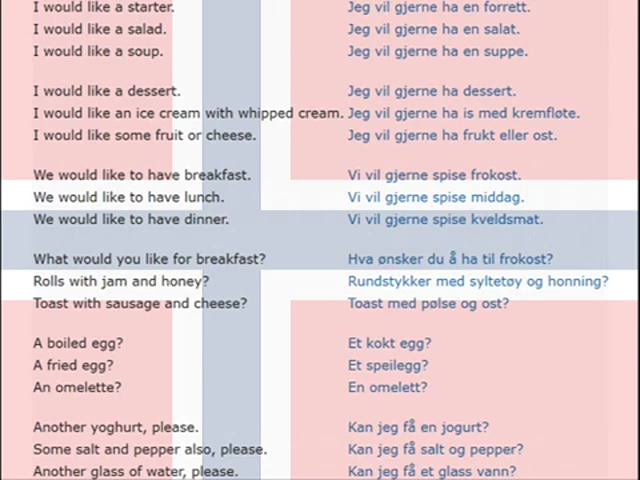 I would like a starter. Jeg vil gjerne ha en forrett.
I would like a salad. Jeg vil gjerne ha en salat.
I would like a soup. Jeg vil gjerne ha en suppe.
I would like a dessert. Jeg vil gjerne ha dessert.
I would like an ice cream with whipped cream. Jeg vil gjerne ha is med kremfløte.
I would like some fruit or cheese. Jeg vil gjerne ha frukt eller ost.
We would like to have breakfast. Vi vil gjerne spise frokost.
We would like to have lunch. Vi vil gjerne spise middag.
We would like to have dinner. Vi vil gjerne spise kveldsmat.
What would you like for breakfast? Hva ønsker du å ha til frokost?
Rolls with jam and honey? Rundstykker med syltetøy og honning?
Toast with sausage and cheese? Toast med pølse og ost?
A boiled egg? Et kokt egg?
A fried egg? Et speilegg?
An omelette? En omelett?
Another yoghurt, please. Kan jeg få en jogurt?
Some salt and pepper also, please. Kan jeg få salt og pepper?
Another glass of water, please. Kan jeg få et glass vann?